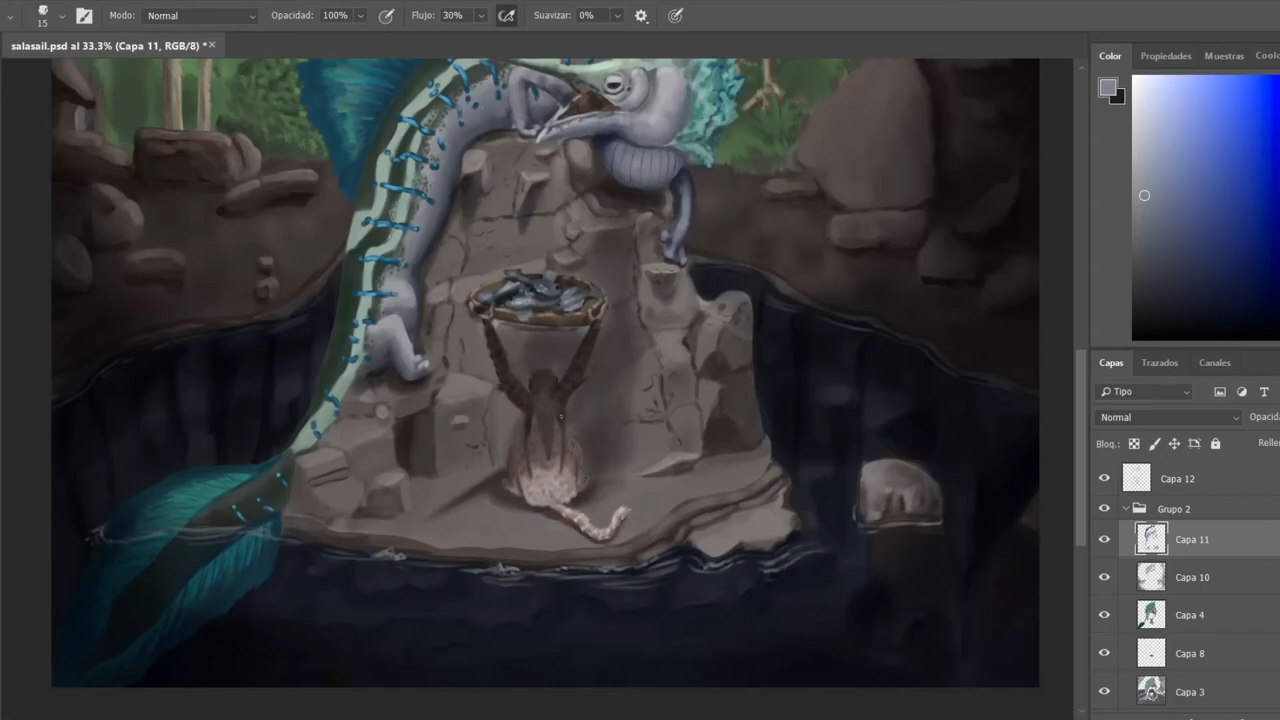 15 Modo: Normal Opacidad: 100% Flujo: 30% Suavizar: 0%
salasail.psd al 33.3% (Capa 11, RGB/8) *
Color Propiedades Muestras
Capas Trazados Canales
Tipo
Normal Opacida
Bloq.: Relle
Capa 12
Grupo 2
Capa 11
Capa 10
Capa 4
Capa 8
Capa 3